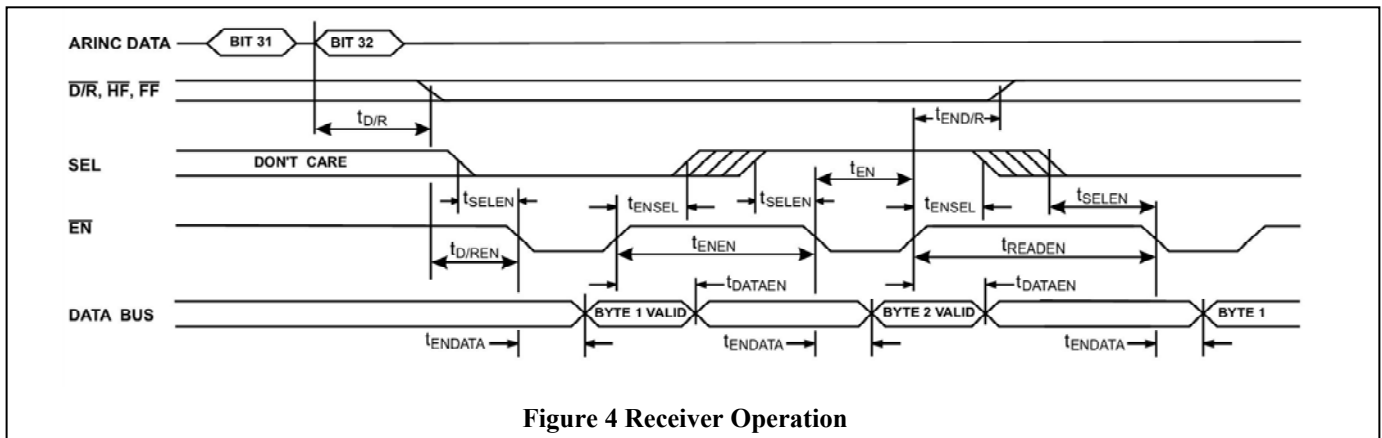 ARINC DATA BIT 31 BIT 32
D/R, HF, FF
tD/R tEND/R
SEL DON'T CARE
tEN
tSELEN tENSEL tSELEN tENSEL tSELEN
EN
tD/REN tENEN tREADEN
tDATAEN tDATAEN
DATA BUS BYTE 1 VALID BYTE 2 VALID BYTE 1
tENDATA tENDATA tENDATA
Figure 4 Receiver Operation